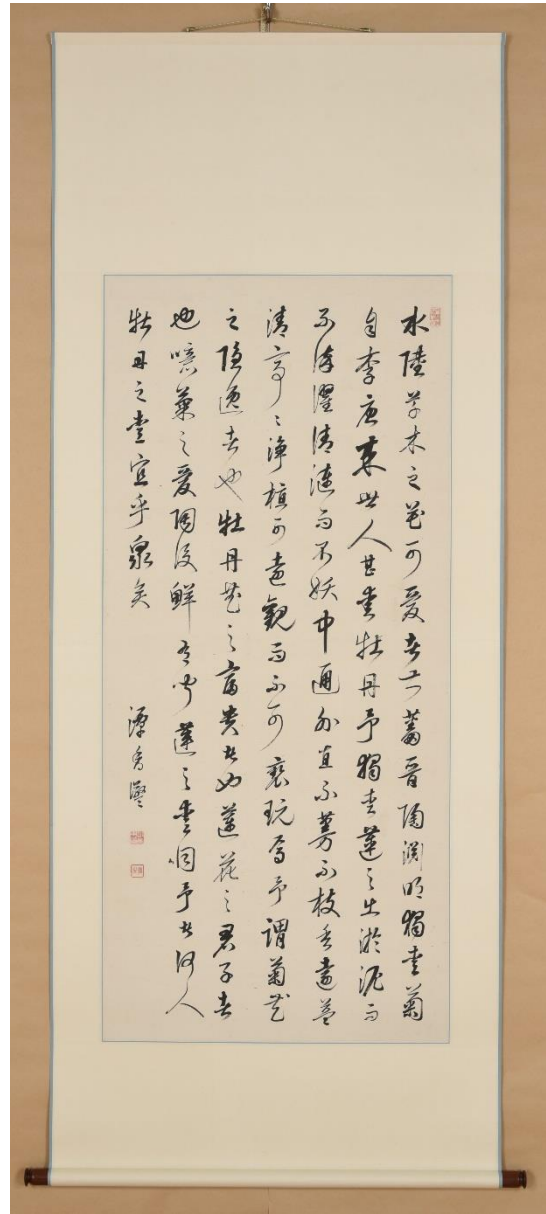 水陸草木之花可愛者甚蕃晉陶淵明獨愛菊
自李唐來世人甚愛牡丹予獨愛蓮之出淤泥而
不染濯清漣而不妖中通外直不蔓不枝香遠益
清亭々淨植可遠觀而不可褻玩焉予謂菊花
之隱逸者也牡丹花之富貴者也蓮花之君子者
也噫菊之愛陶後鮮有聞蓮之愛同予者何人
牡丹之愛宜乎衆矣